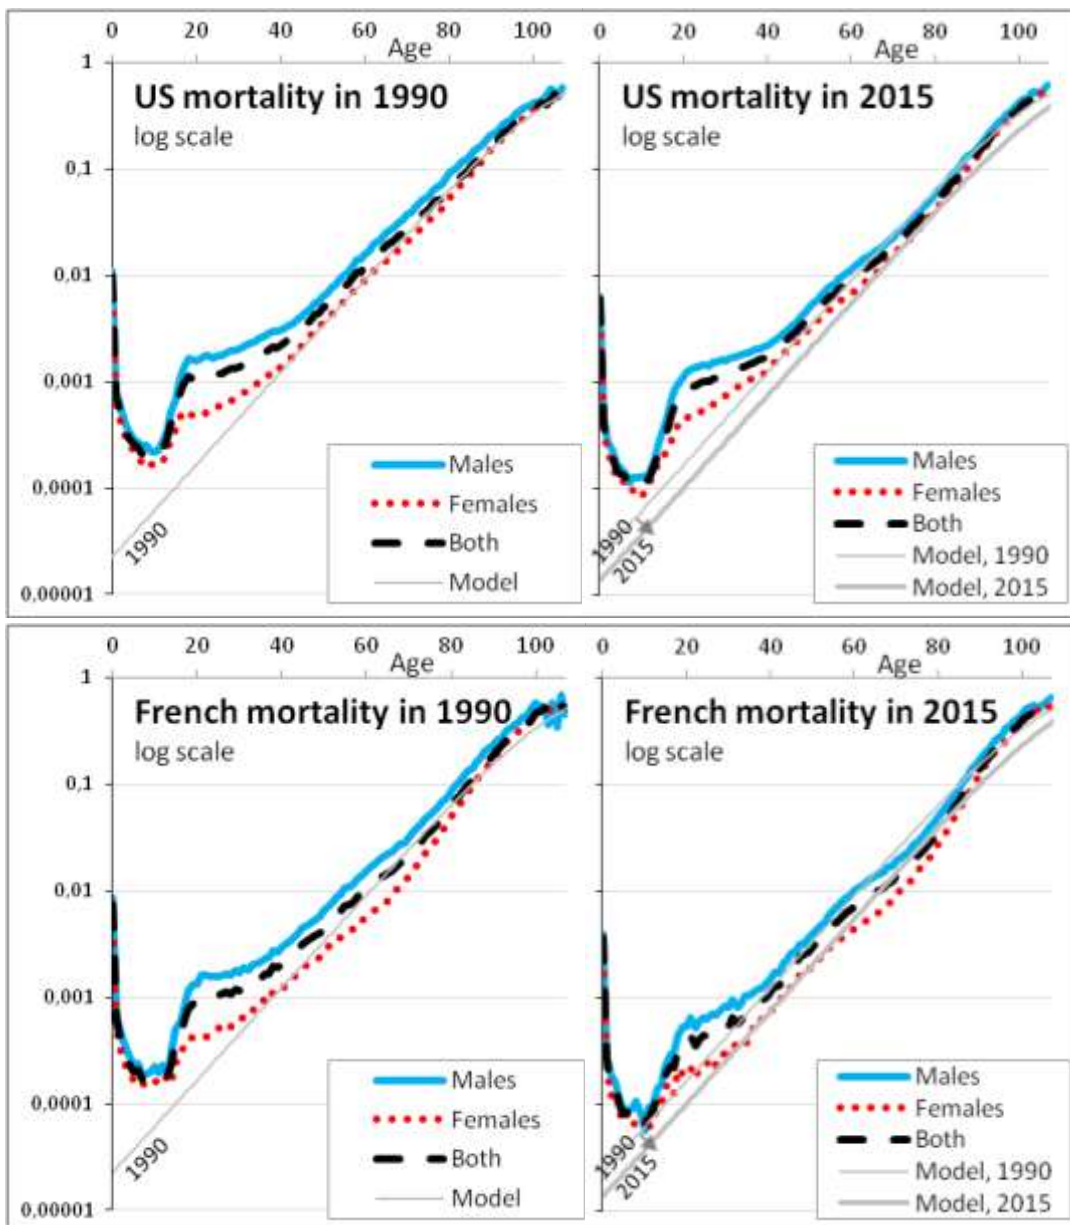 0 20 40 60 80 100
Age
1
US mortality in 1990
log scale
0,1
0,01
0,001
0,0001
0,00001
1990
Males
Females
Both
Model
0 20 40 60 80 100
Age
US mortality in 2015
log scale
1990
2015
Males
Females
Both
Model, 1990
Model, 2015
0 20 40 60 80 100
Age
1
French mortality in 1990
log scale
0,1
0,01
0,001
0,0001
0,00001
1990
Males
Females
Both
Model
0 20 40 60 80 100
Age
French mortality in 2015
log scale
1990
2015
Males
Females
Both
Model, 1990
Model, 2015